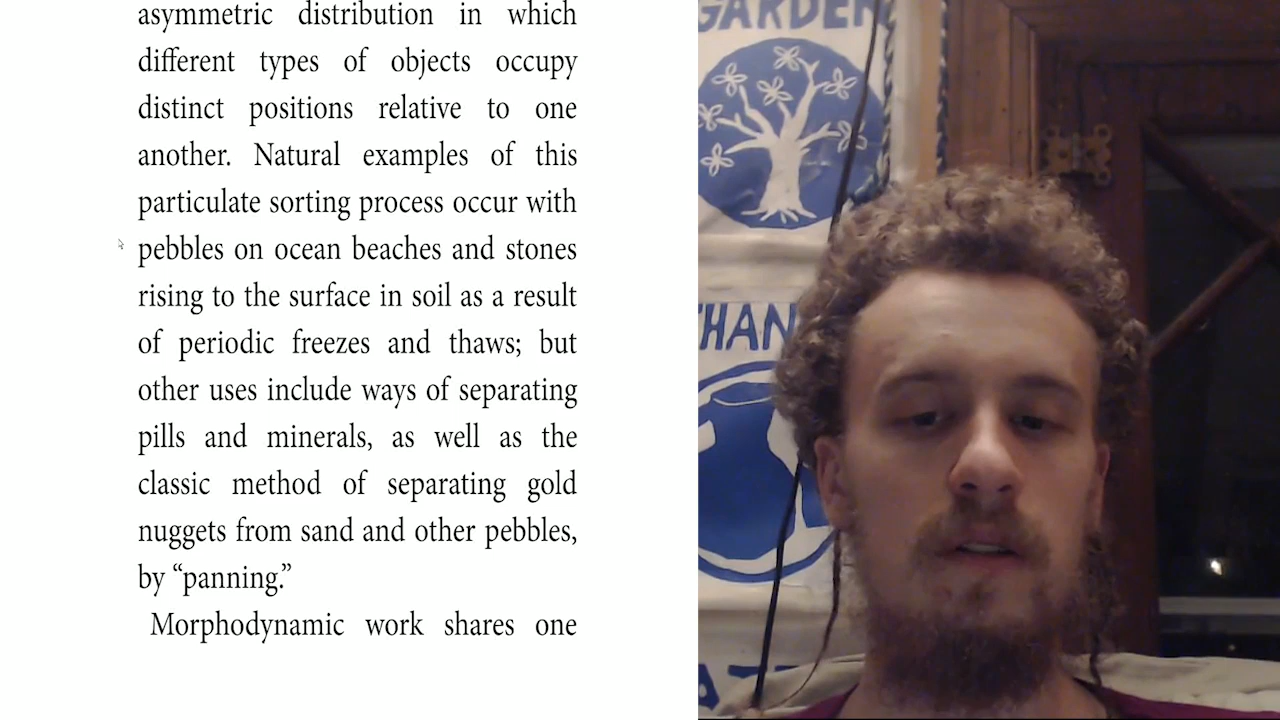 asymmetric distribution in which
different types of objects occupy
distinct positions relative to one
another. Natural examples of this
particulate sorting process occur with
pebbles on ocean beaches and stones
rising to the surface in soil as a result
of periodic freezes and thaws; but
other uses include ways of separating
pills and minerals, as well as the
classic method of separating gold
nuggets from sand and other pebbles,
by “panning.”
Morphodynamic work shares one
GARDEN